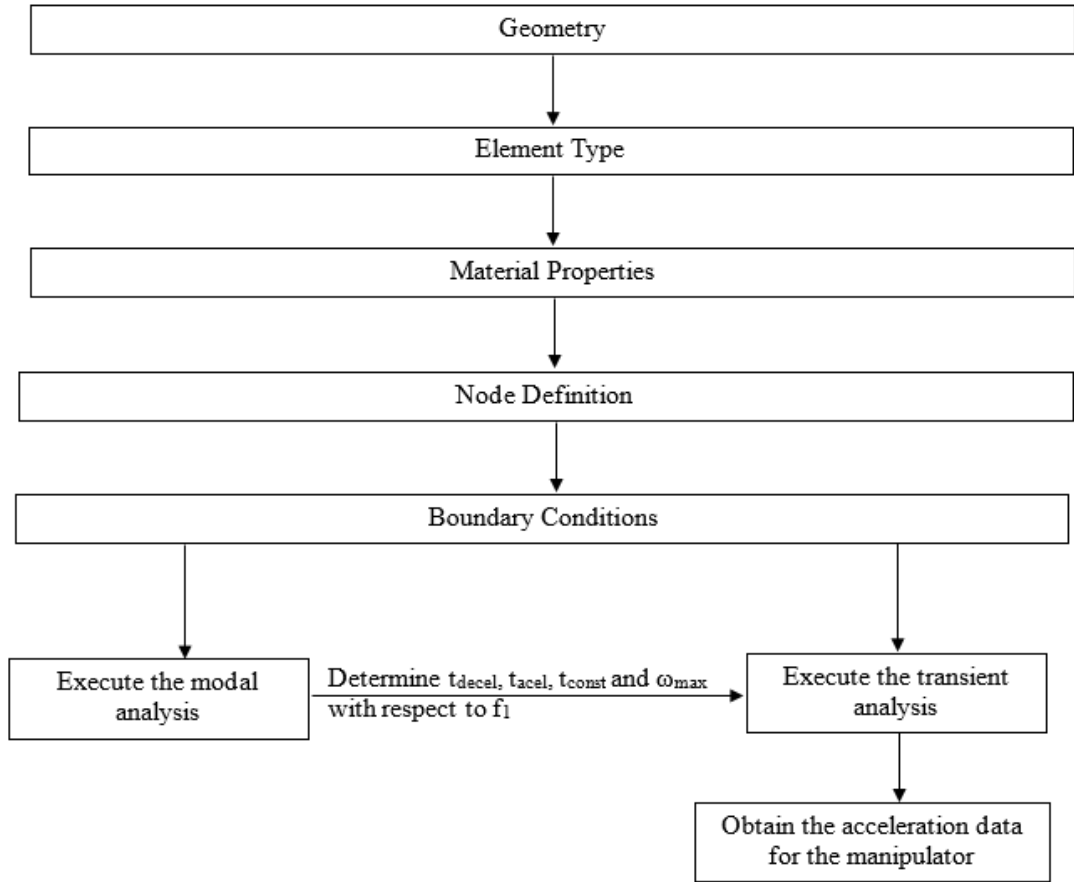 Geometry
Element Type
Material Properties
Node Definition
Boundary Conditions
Execute the modal
analysis
Determine tdecel, tacel, tconst and ωmax
with respect to f1
Execute the transient
analysis
Obtain the acceleration data
for the manipulator